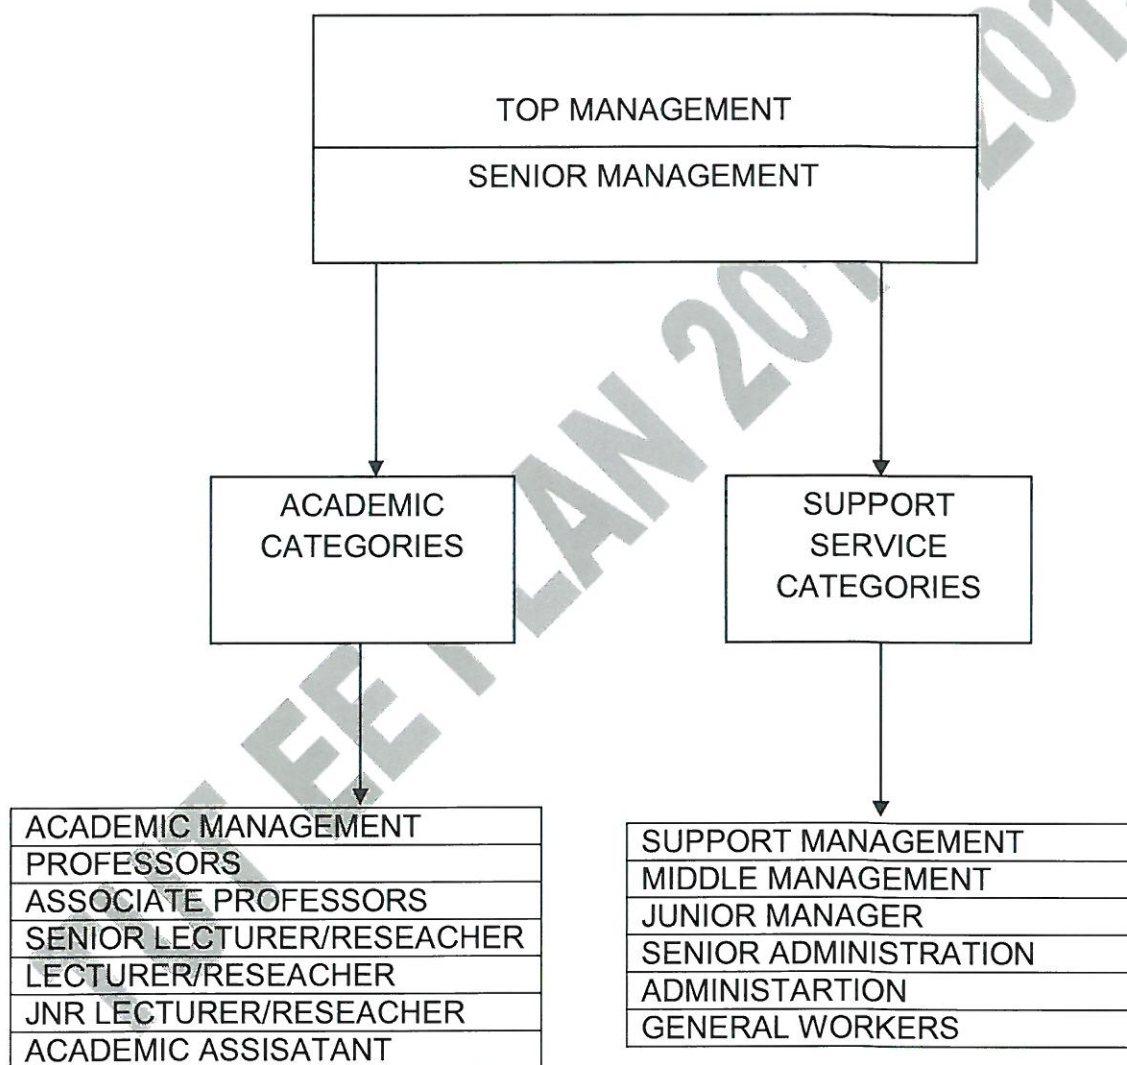 TOP MANAGEMENT
SENIOR MANAGEMENT
ACADEMIC
CATEGORIES
SUPPORT
SERVICE
CATEGORIES
ACADEMIC MANAGEMENT
PROFESSORS
ASSOCIATE PROFESSORS
SENIOR LECTURER/RESEACHER
LECTURER/RESEACHER
JNR LECTURER/RESEACHER
ACADEMIC ASSISATANT
SUPPORT MANAGEMENT
MIDDLE MANAGEMENT
JUNIOR MANAGER
SENIOR ADMINISTRATION
ADMINISTARTION
GENERAL WORKERS